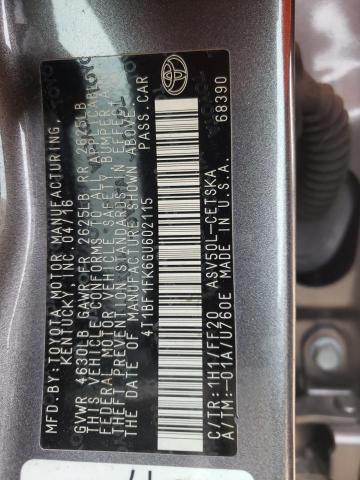 MFD.BY: TOYOTA MOTOR MANUFACTURING,
KENTUCKY, INC. 04/16
GVWR 4630LB GAWR FR 2625LB RR 2625LB
THIS VEHICLE CONFORMS TO ALL APPLICABLE
FEDERAL MOTOR VEHICLE SAFETY, BUMPER, AND
THEFT PREVENTION STANDARDS IN EFFECT ON
THE DATE OF MANUFACTURE SHOWN ABOVE.
4T1BF1FK6GU602115 PASS. CAR
68390
C/TR: 1H1/FF20 ASV50L-CETSKA
A/TM: -01A/U760E MADE IN U.S.A.